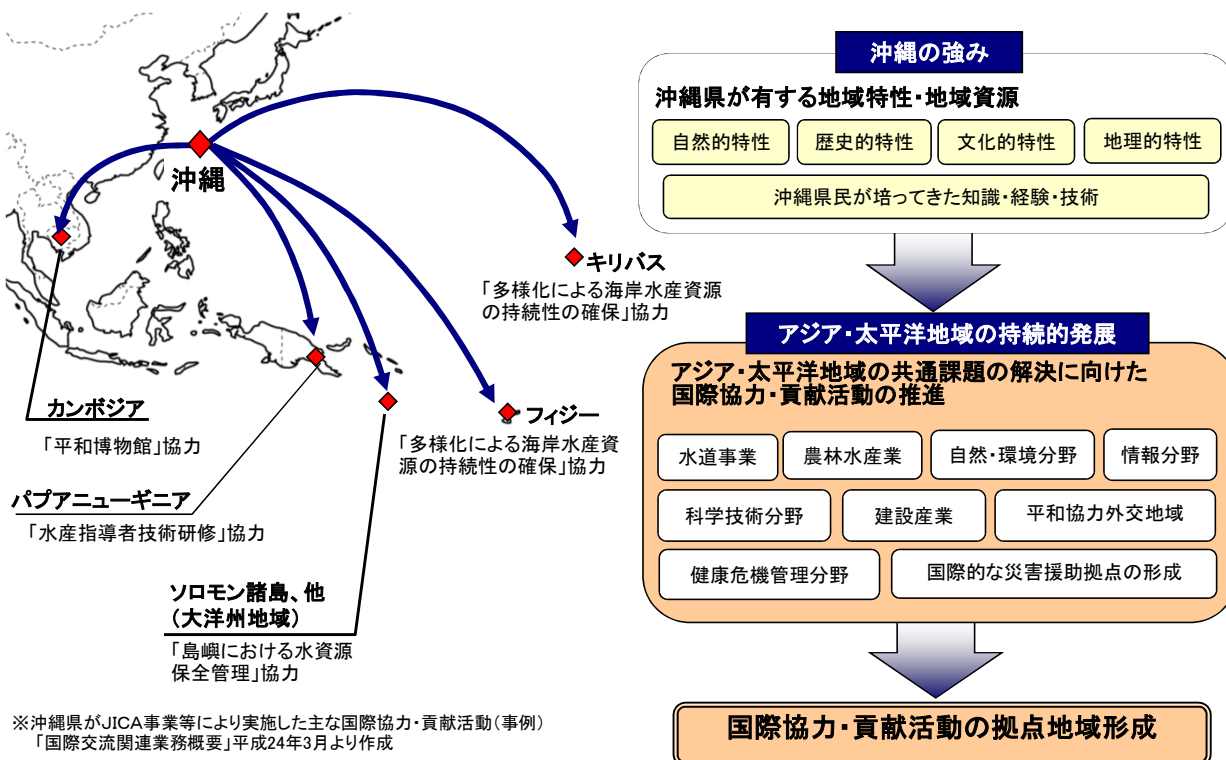 沖縄
キリバス
「多様化による海岸水産資源
の持続性の確保」協力
カンボジア
「平和博物館」協力
フィジー
「多様化による海岸水産資
源の持続性の確保」協力
パプアニューギニア
「水産指導者技術研修」協力
ソロモン諸島、他
(大洋州地域)
「島嶼における水資源
保全管理」協力
※沖縄県がJICA事業等により実施した主な国際協力・貢献活動(事例)
「国際交流関連業務概要」平成24年3月より作成
沖縄の強み
沖縄県が有する地域特性・地域資源
自然的特性 歴史的特性 文化的特性 地理的特性
沖縄県民が培ってきた知識・経験・技術
アジア・太平洋地域の持続的発展
アジア・太平洋地域の共通課題の解決に向けた
国際協力・貢献活動の推進
水道事業 農林水産業 自然・環境分野 情報分野
科学技術分野 建設産業 平和協力外交地域
健康危機管理分野 国際的な災害援助拠点の形成
国際協力・貢献活動の拠点地域形成